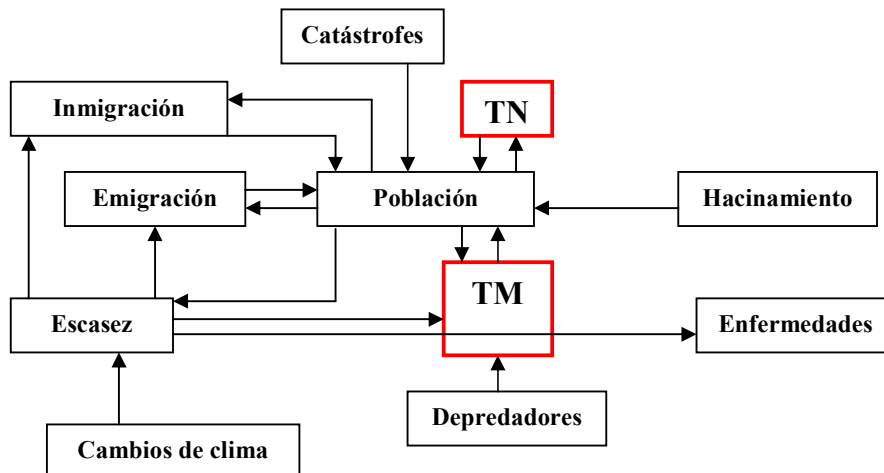 Catástrofes
Inmigración
TN
Emigración
Población
Hacinamiento
TM
Escasez
Enfermedades
Depredadores
Cambios de clima